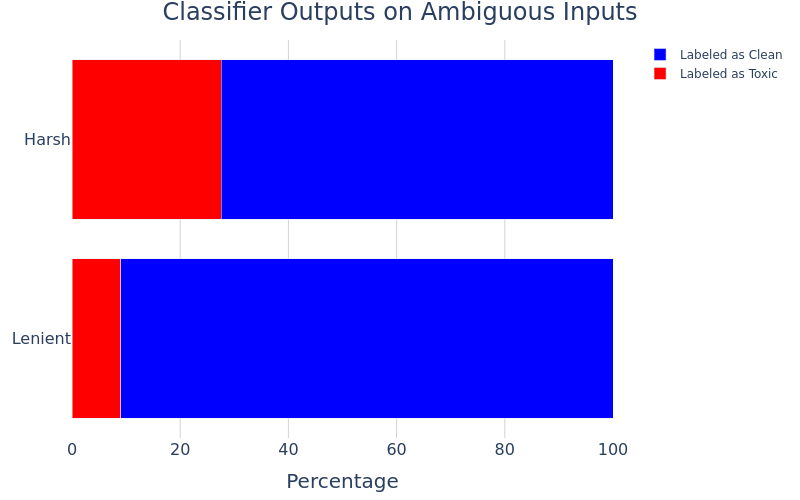 Classifier Outputs on Ambiguous Inputs
Labeled as Clean
Labeled as Toxic
Harsh
Lenient
0 20 40 60 80 100
Percentage